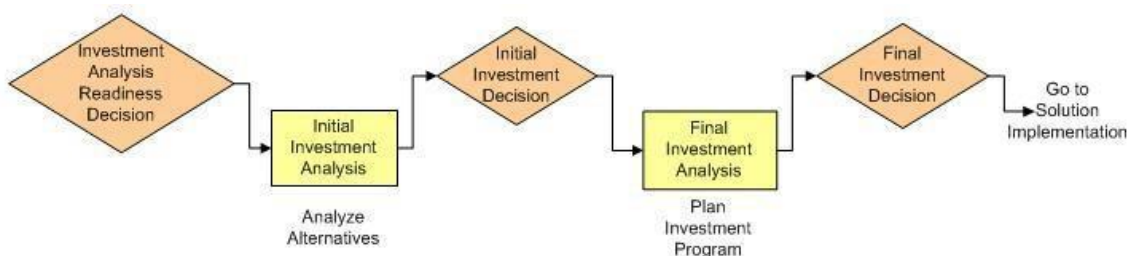 Investment
Analysis
Readiness
Decision
Initial
Investment
Analysis
Analyze
Alternatives
Initial
Investment
Decision
Final
Investment
Analysis
Plan
Investment
Program
Final
Investment
Decision
Go to
Solution
Implementation